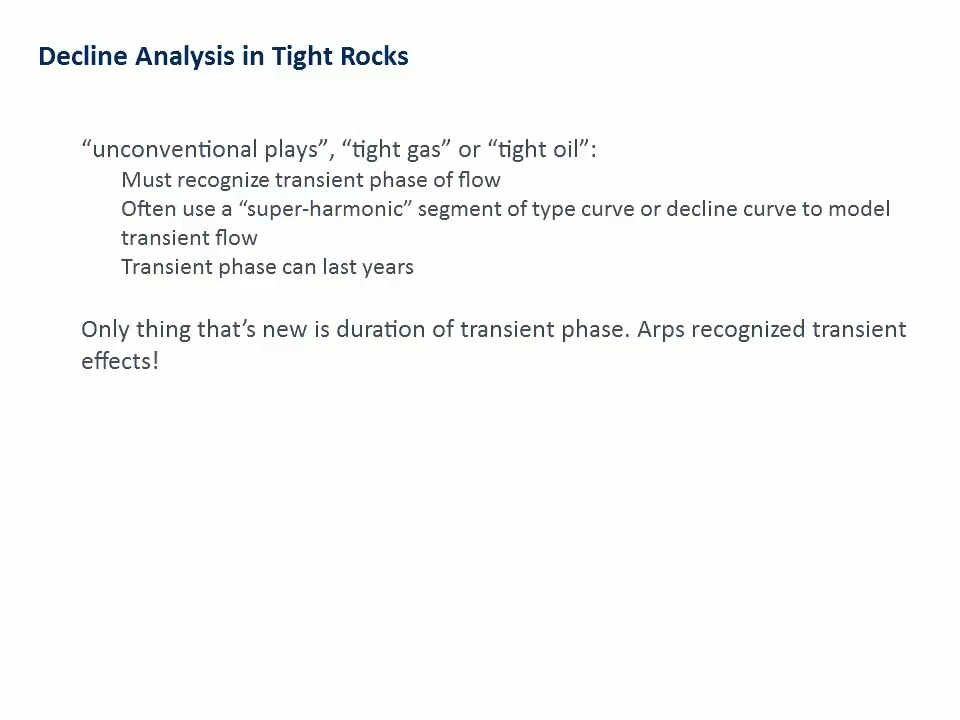 Decline Analysis in Tight Rocks
“unconventional plays”, “tight gas” or “tight oil”:
Must recognize transient phase of flow
Often use a “super-harmonic” segment of type curve or decline curve to model
transient flow
Transient phase can last years
Only thing that’s new is duration of transient phase. Arps recognized transient
effects!